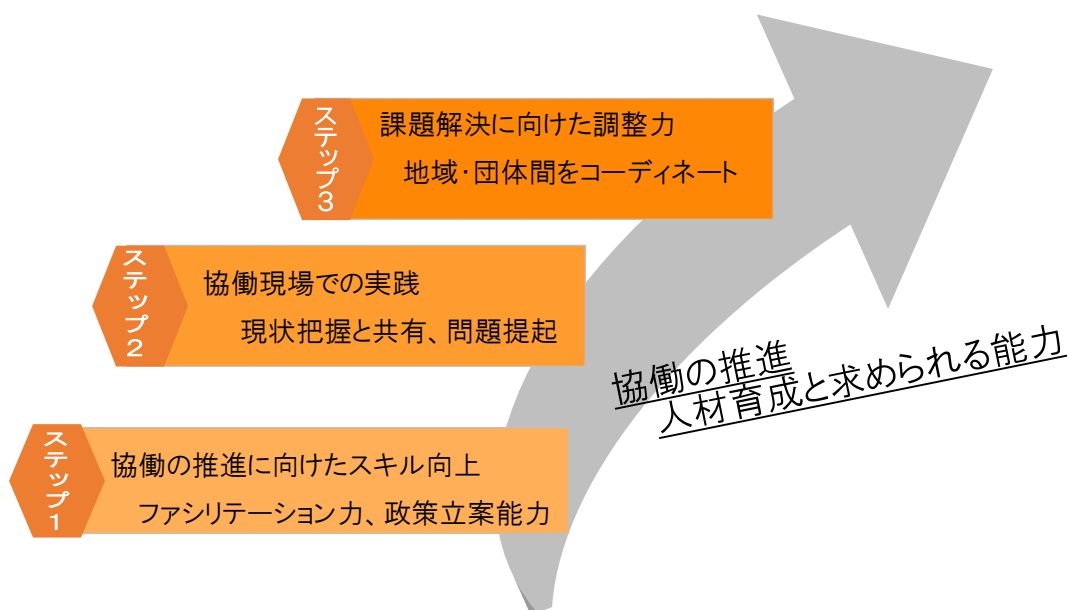 ステップ3
課題解決に向けた調整力
地域・団体間をコーディネート
ステップ2
協働現場での実践
現状把握と共有、問題提起
協働の推進
人材育成と求められる能力
ステップ1
協働の推進に向けたスキル向上
ファシリテーション力、政策立案能力